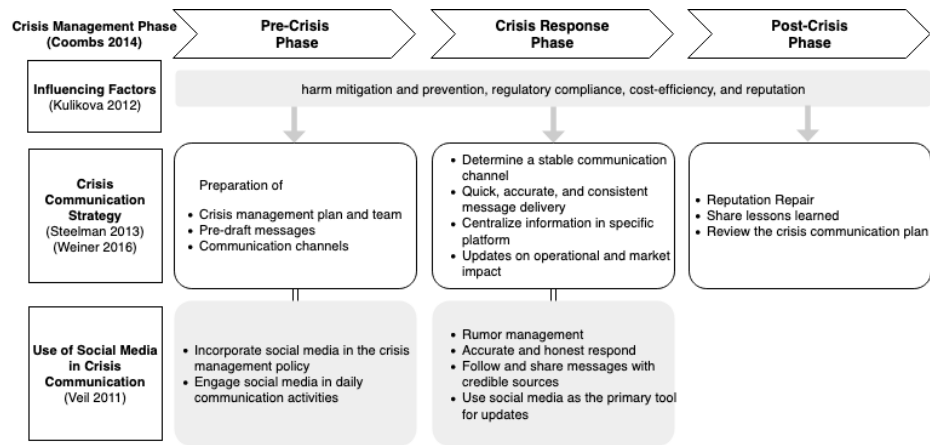 Crisis Management Phase
(Coombs 2014)
Pre-Crisis
Phase
Crisis Response
Phase
Post-Crisis
Phase
Influencing Factors
(Kulikova 2012)
harm mitigation and prevention, regulatory compliance, cost-efficiency, and reputation
Crisis
Communication
Strategy
(Steelman 2013)
(Weiner 2016)
Preparation of
• Crisis management plan and team
• Pre-draft messages
• Communication channels
• Determine a stable communication
channel
• Quick, accurate, and consistent
message delivery
• Centralize information in specific
platform
• Updates on operational and market
impact
• Reputation Repair
• Share lessons learned
• Review the crisis communication plan
Use of Social Media
in Crisis
Communication
(Veil 2011)
• Incorporate social media in the crisis
management policy
• Engage social media in daily
communication activities
• Rumor management
• Accurate and honest respond
• Follow and share messages with
credible sources
• Use social media as the primary tool
for updates